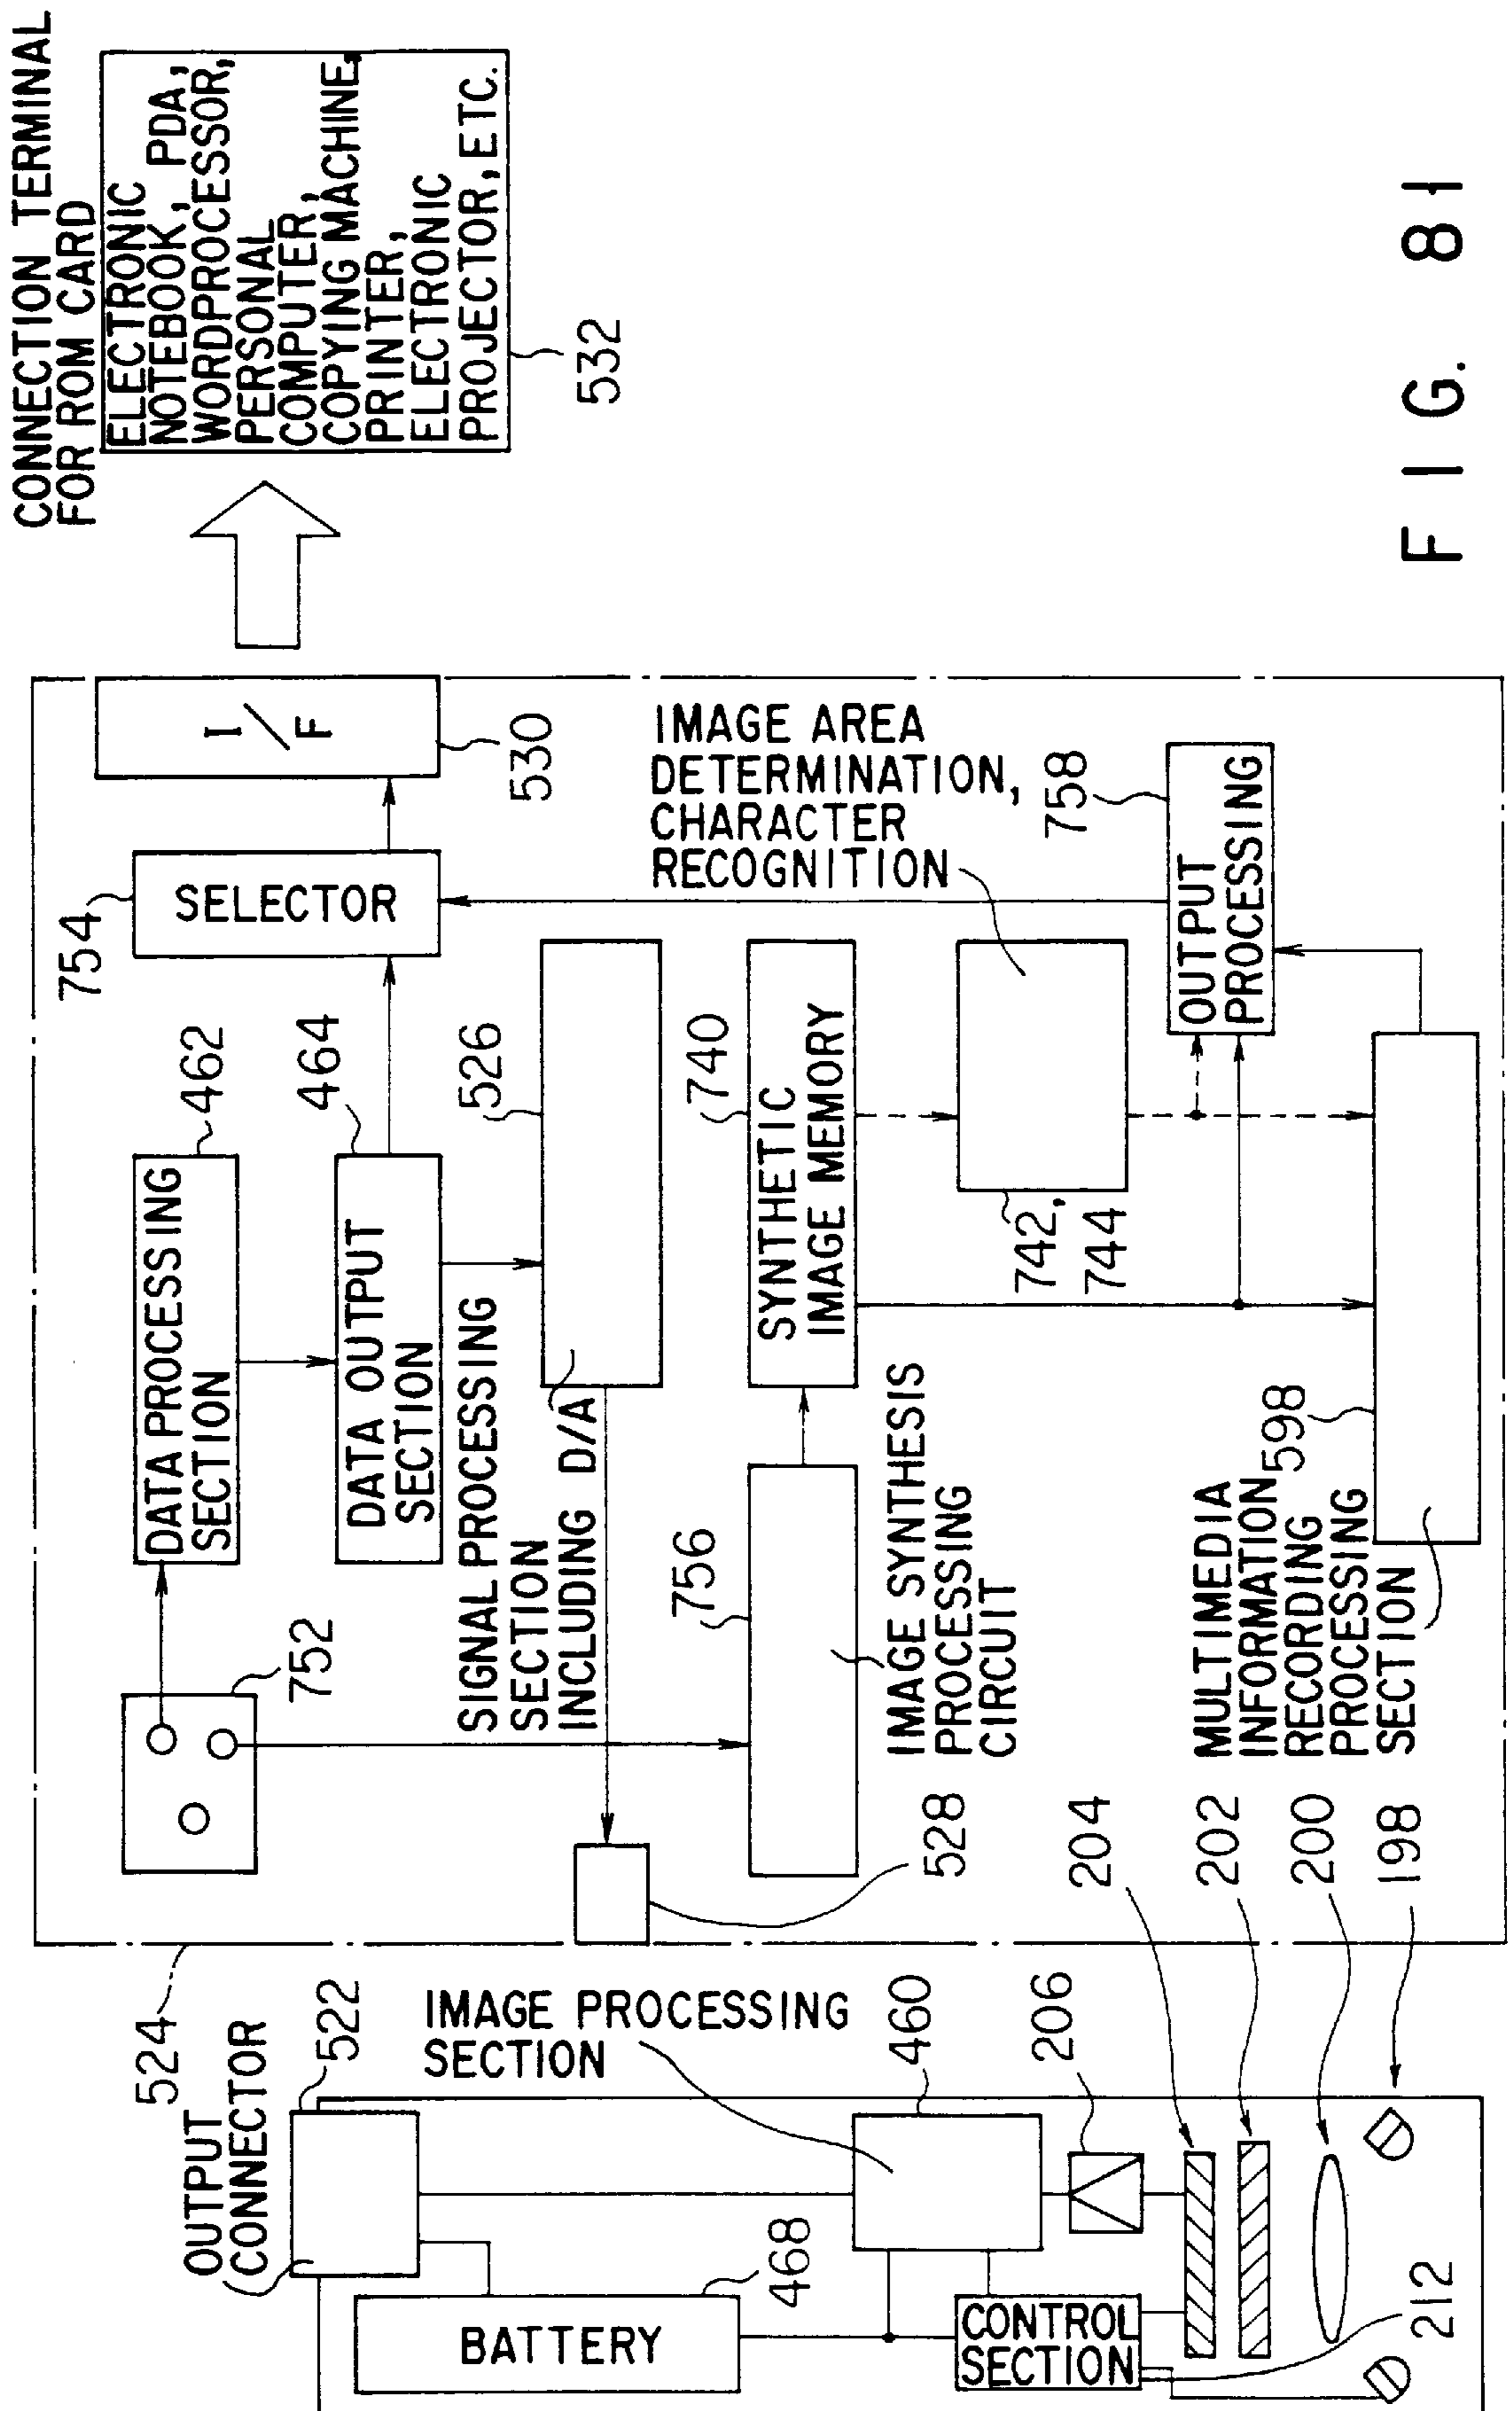 CONNECTION TERMINAL
FOR ROM CARD
ELECTRONIC
NOTEBOOK, PDA,
WORDPROCESSOR,
PERSONAL
COMPUTER,
COPYING MACHINE,
PRINTER,
ELECTRONIC
PROJECTOR, ETC.
532
I/F
530
754
SELECTOR
IMAGE AREA
DETERMINATION,
CHARACTER
RECOGNITION
758
OUTPUT
PROCESSING
462
DATA PROCESSING
SECTION
464
DATA OUTPUT
SECTION
526
SIGNAL PROCESSING
SECTION
INCLUDING D/A
740
SYNTHETIC
IMAGE MEMORY
742,
744
752
756
IMAGE SYNTHESIS
PROCESSING
CIRCUIT
598
MULTIMEDIA
INFORMATION
RECORDING
PROCESSING
SECTION
528
524
OUTPUT
CONNECTOR
522
IMAGE PROCESSING
SECTION
460
206
204
202
200
198
BATTERY
468
CONTROL
SECTION
212
FIG. 81